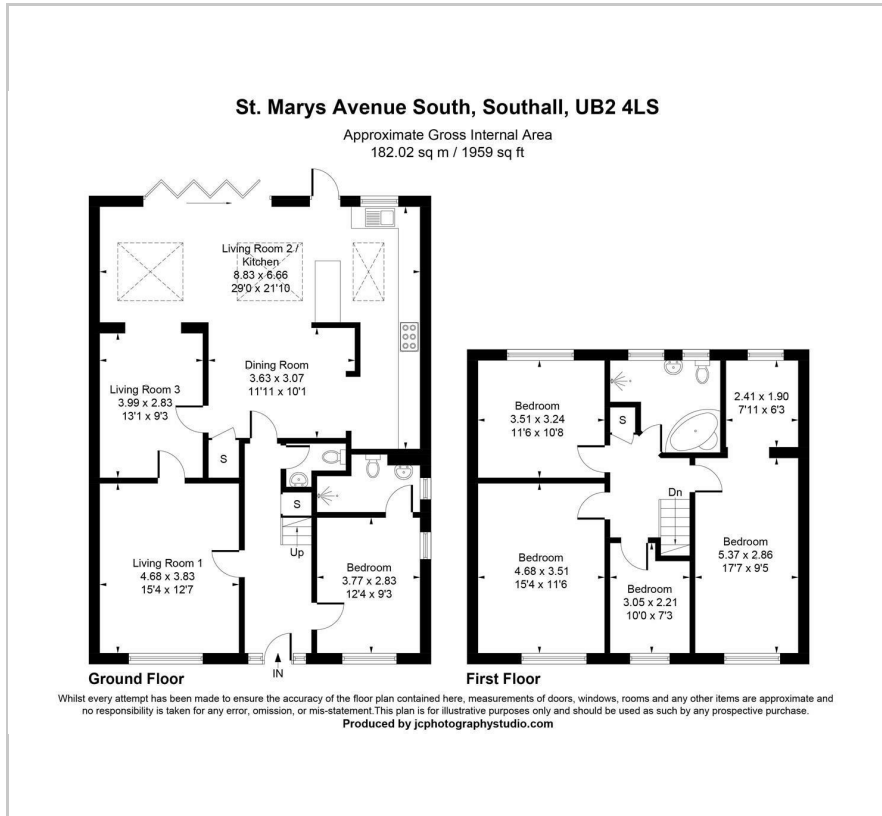 St. Marys Avenue South, Southall, UB2 4LS
Approximate Gross Internal Area
182.02 sq m / 1959 sq ft
Living Room 2 /
Kitchen
8.83 x 6.66
29'0 x 21'10
Dining Room
3.63 x 3.07
11'11 x 10'1
Living Room 3
3.99 x 2.83
13'1 x 9'3
S
S
Up
Living Room 1
4.68 x 3.83
15'4 x 12'7
Bedroom
3.77 x 2.83
12'4 x 9'3
IN
Ground Floor
Bedroom
3.51 x 3.24
11'6 x 10'8
S
2.41 x 1.90
7'11 x 6'3
Dn
Bedroom
4.68 x 3.51
15'4 x 11'6
Bedroom
3.05 x 2.21
10'0 x 7'3
Bedroom
5.37 x 2.86
17'7 x 9'5
First Floor
Whilst every attempt has been made to ensure the accuracy of the floor plan contained here, measurements of doors, windows, rooms and any other items are approximate and
no responsibility is taken for any error, omission, or mis-statement.This plan is for illustrative purposes only and should be used as such by any prospective purchase.
Produced by jcphotographystudio.com